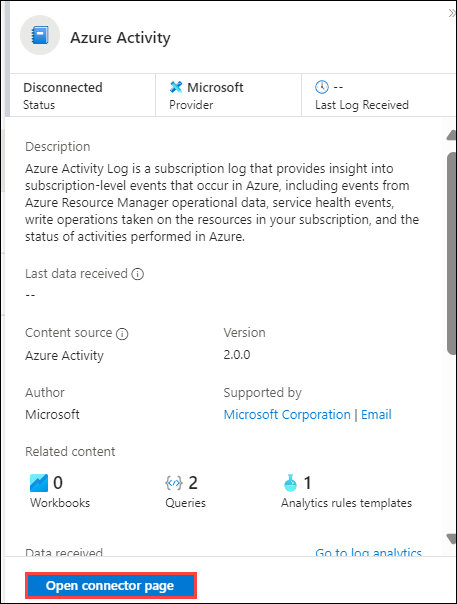 Azure Activity
Disconnected
Status
Microsoft
Provider
--
Last Log Received
Description
Azure Activity Log is a subscription log that provides insight into
subscription-level events that occur in Azure, including events from
Azure Resource Manager operational data, service health events,
write operations taken on the resources in your subscription, and the
status of activities performed in Azure.
Last data received
--
Content source
Azure Activity
Version
2.0.0
Author
Microsoft
Supported by
Microsoft Corporation | Email
Related content
0
Workbooks
2
Queries
1
Analytics rules templates
Data received
Go to log analytics
Open connector page